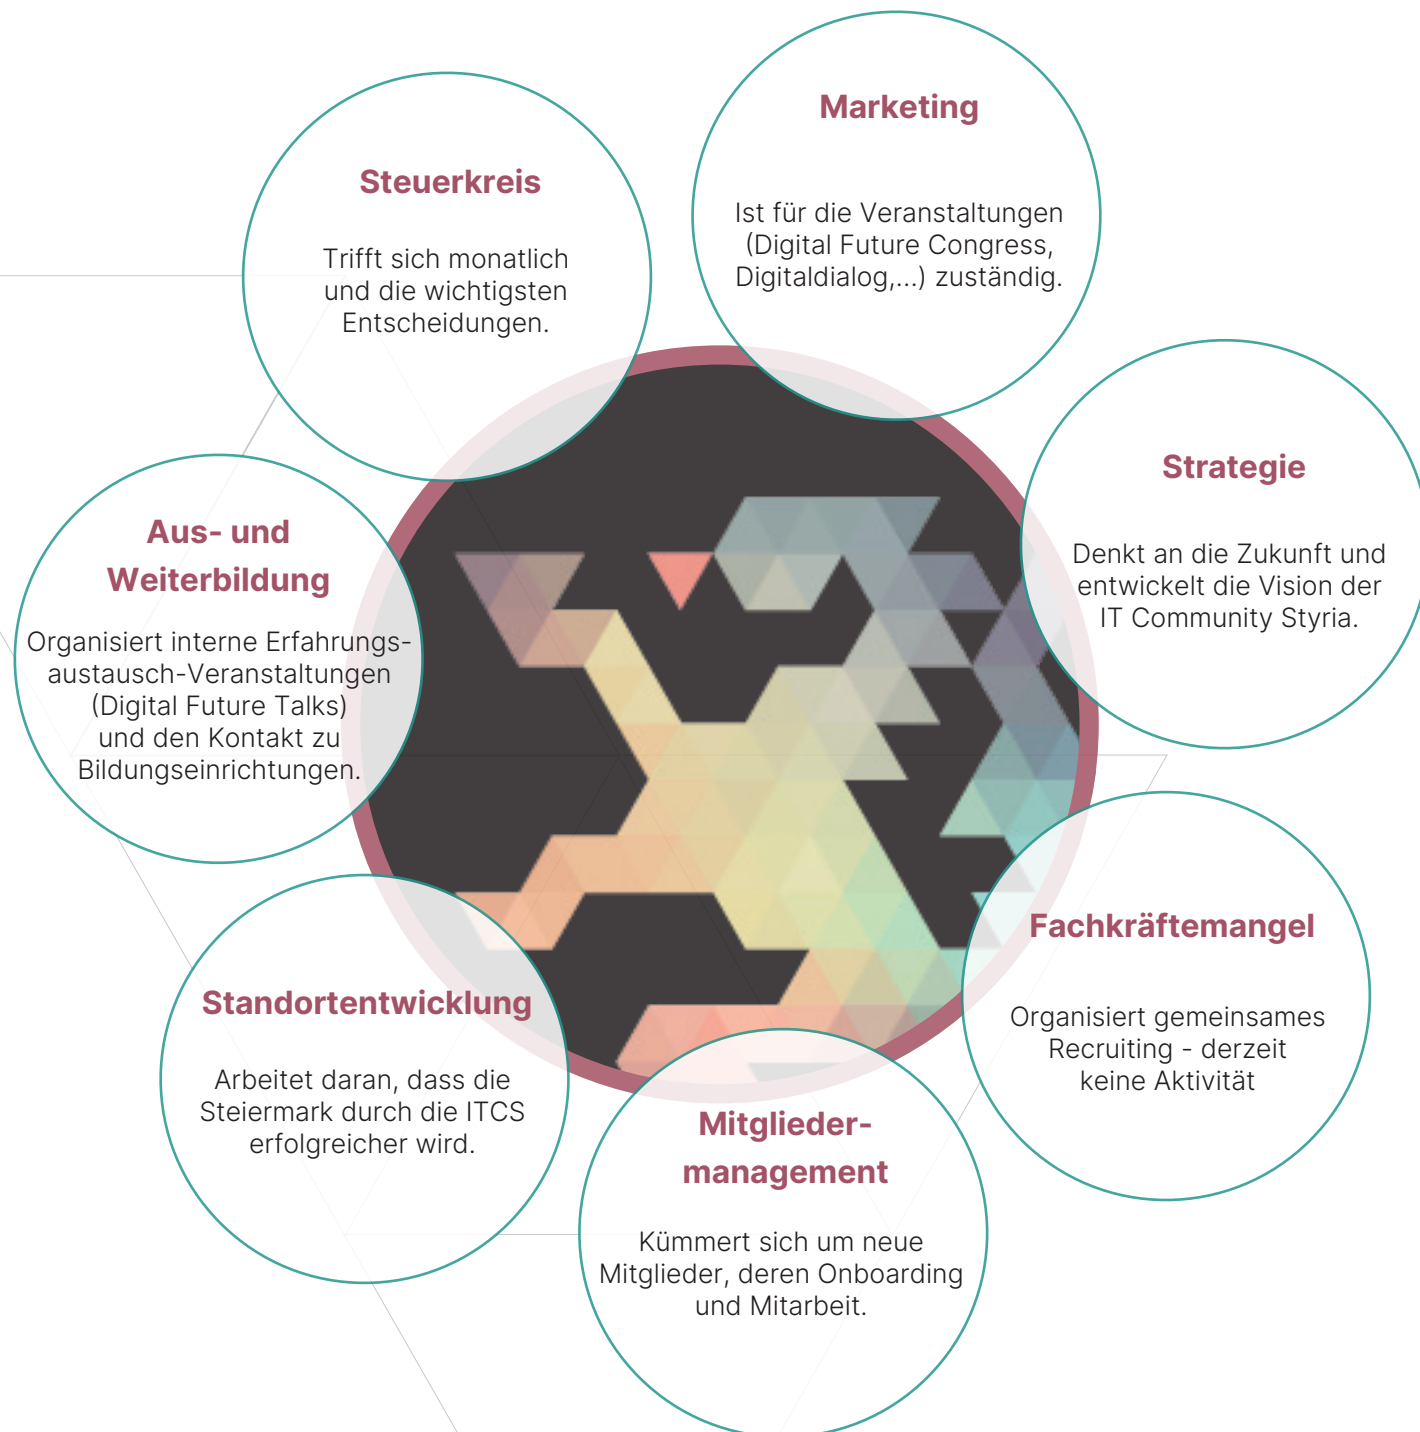 Marketing
Ist für die Veranstaltungen
(Digital Future Congress,
Digitaldialog,...) zuständig.
Steuerkreis
Trifft sich monatlich
und die wichtigsten
Entscheidungen.
Strategie
Denkt an die Zukunft und
entwickelt die Vision der
IT Community Styria.
Aus- und
Weiterbildung
Organisiert interne Erfahrungs-
austausch-Veranstaltungen
(Digital Future Talks)
und den Kontakt zu
Bildungseinrichtungen.
Fachkräftemangel
Organisiert gemeinsames
Recruiting - derzeit
keine Aktivität
Standortentwicklung
Arbeitet daran, dass die
Steiermark durch die ITCS
erfolgreicher wird.
Mitglieder-
management
Kümmert sich um neue
Mitglieder, deren Onboarding
und Mitarbeit.